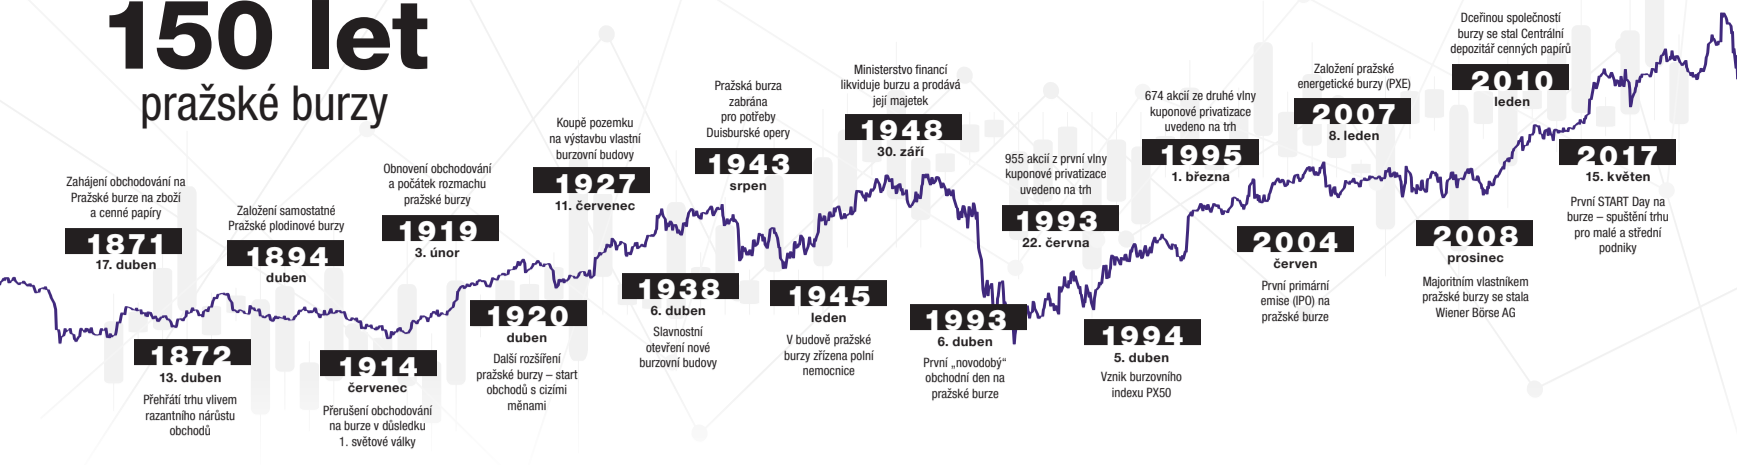 150 let
pražské burzy
Zahájení obchodování na
Pražské burze na zboží
a cenné papíry
1871
17. duben
1872
13. duben
Přehřátí trhu vlivem
razantního nárůstu
obchodů
Založení samostatné
Pražské plodinové burzy
1894
duben
1914
červenec
Přerušení obchodování
na burze v důsledku
1. světové války
Obnovení obchodování
a počátek rozmachu
pražské burzy
1919
3. únor
1920
duben
Další rozšíření
pražské burzy – start
obchodů s cizími
měnami
Koupě pozemku
na výstavbu vlastní
burzovní budovy
1927
11. červenec
1938
6. duben
Slavnostní
otevření nové
burzovní budovy
Pražská burza
zabrána
pro potřeby
Duisburské opery
1943
srpen
1945
leden
V budově pražské
burzy zřízena polní
nemocnice
Ministerstvo financí
likviduje burzu a prodává
její majetek
1948
30. září
1993
6. duben
První „novodobý“
obchodní den na
pražské burze
955 akcií z první vlny
kuponové privatizace
uvedeno na trh
1993
22. června
1994
5. duben
Vznik burzovního
indexu PX50
674 akcií ze druhé vlny
kuponové privatizace
uvedeno na trh
1995
1. března
2004
červen
První primární
emise (IPO) na
pražské burze
Založení pražské
energetické burzy (PXE)
2007
8. leden
2008
prosinec
Majoritním vlastníkem
pražské burzy se stala
Wiener Börse AG
Dceřinou společností
burzy se stal Centrální
depozitář cenných papírů
2010
leden
2017
15. květen
První START Day na
burze – spuštění trhu
pro malé a střední
podniky